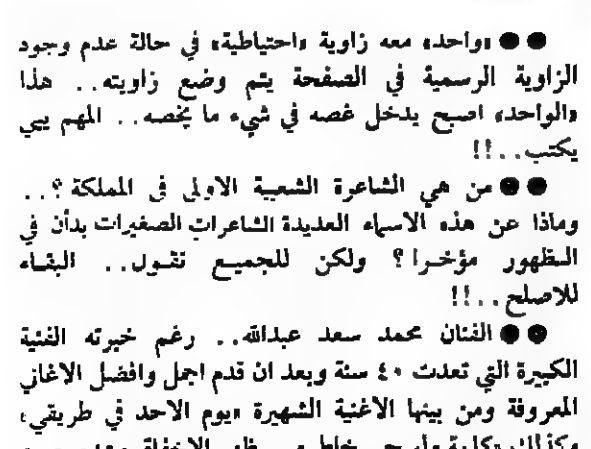 ●● «واحد» معه زاوية «احتياطية» في حالة عدم وجود
الزاوية الرسمية في الصفحة يتم وضع زاويته.. هذا
«الواحد» اصبح يدخل غصه في شيء ما يخصه.. المهم يبي
يكتب..!!
●● من هي الشاعرة الشعبية الاولى في المملكة؟..
وماذا عن هذه الاسماء العديدة الشاعرات الصغيرات بدأن في
الظهور مؤخرا؟ ولكن للجميع تقول.. البقاء
للاصلح..!!
●● الفنان محمد سعد عبدالله.. رغم خبرته الفنية
الكبيرة التي تعدت ٤٠ سنة وبعد ان قدم اجمل وافضل الاغاني
المعروفة ومن بينها الاغنية الشهيرة «يوم الاحد في طريقي»